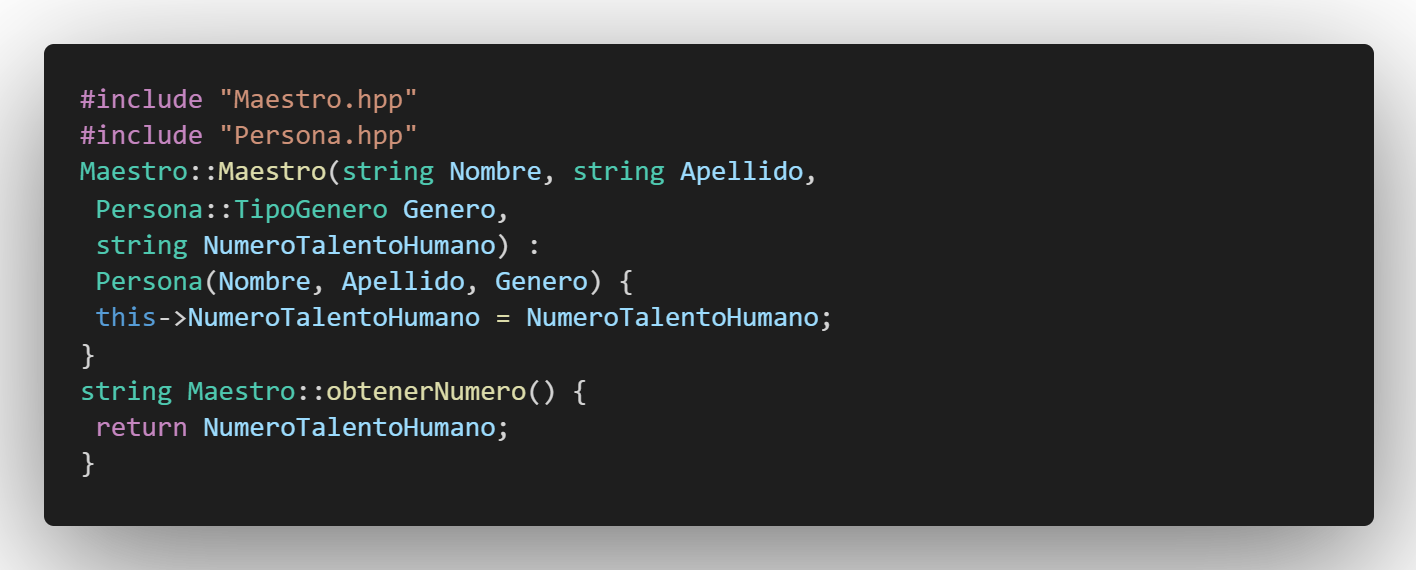 #include "Maestro.hpp"
#include "Persona.hpp"
Maestro::Maestro(string Nombre, string Apellido,
 Persona::TipoGenero Genero,
 string NumeroTalentoHumano) :
 Persona(Nombre, Apellido, Genero) {
 this->NumeroTalentoHumano = NumeroTalentoHumano;
}
string Maestro::obtenerNumero() {
 return NumeroTalentoHumano;
}